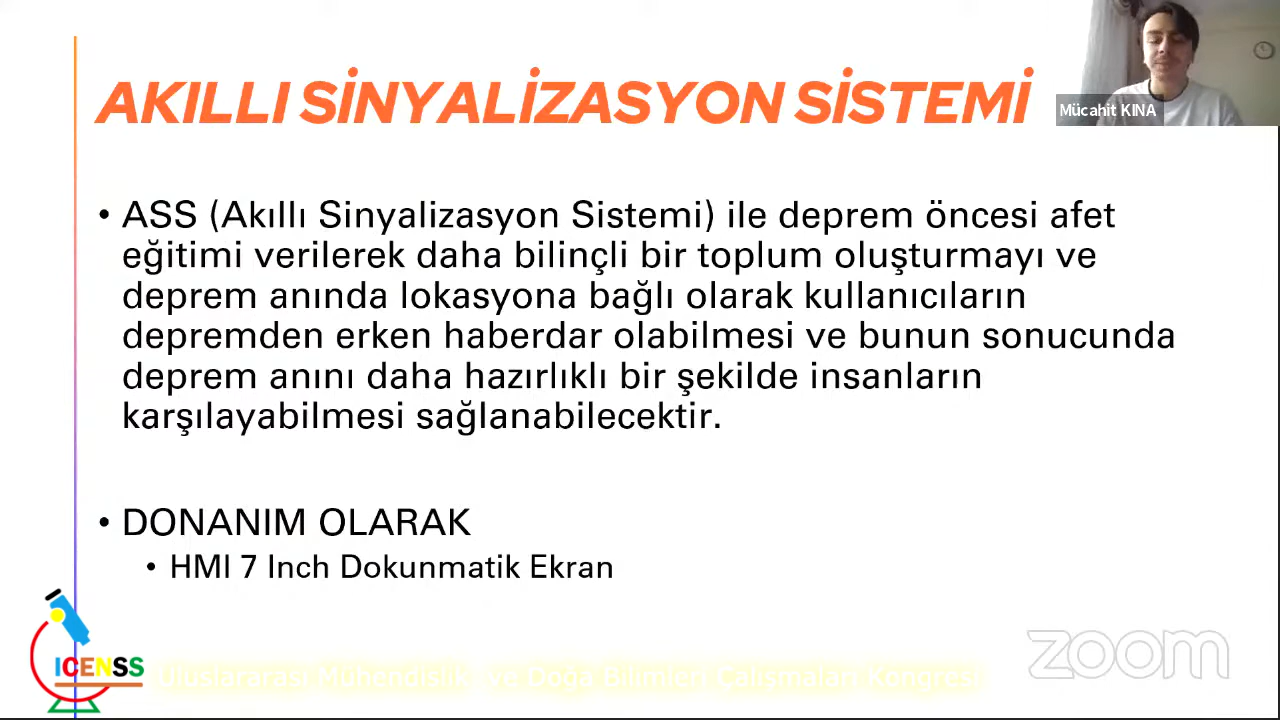 AKILLI SİNYALİZASYON SİSTEMİ
Mücahit KINA
• ASS (Akıllı Sinyalizasyon Sistemi) ile deprem öncesi afet
eğitimi verilerek daha bilinçli bir toplum oluşturmayı ve
deprem anında lokasyona bağlı olarak kullanıcıların
depremden erken haberdar olabilmesi ve bunun sonucunda
deprem anını daha hazırlıklı bir şekilde insanların
karşılayabilmesi sağlanabilecektir.
• DONANIM OLARAK
• HMI 7 Inch Dokunmatik Ekran
ICENSS
Uluslararası Mühendislik ve Doğa Bilimleri Çalışmaları Kongresi
zoom